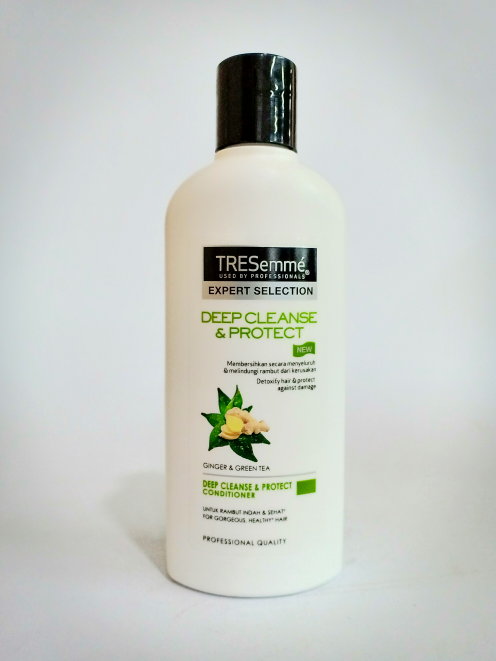 TRESemmé®
USED BY PROFESSIONALS
EXPERT SELECTION
DEEP CLEANSE
& PROTECT
NEW
Membersihkan secara menyeluruh
& melindungi rambut dari kerusakan
Detoxify hair & protect
against damage
GINGER & GREEN TEA
DEEP CLEANSE & PROTECT
CONDITIONER
UNTUK RAMBUT INDAH & SEHAT*
FOR GORGEOUS, HEALTHY* HAIR
PROFESSIONAL QUALITY